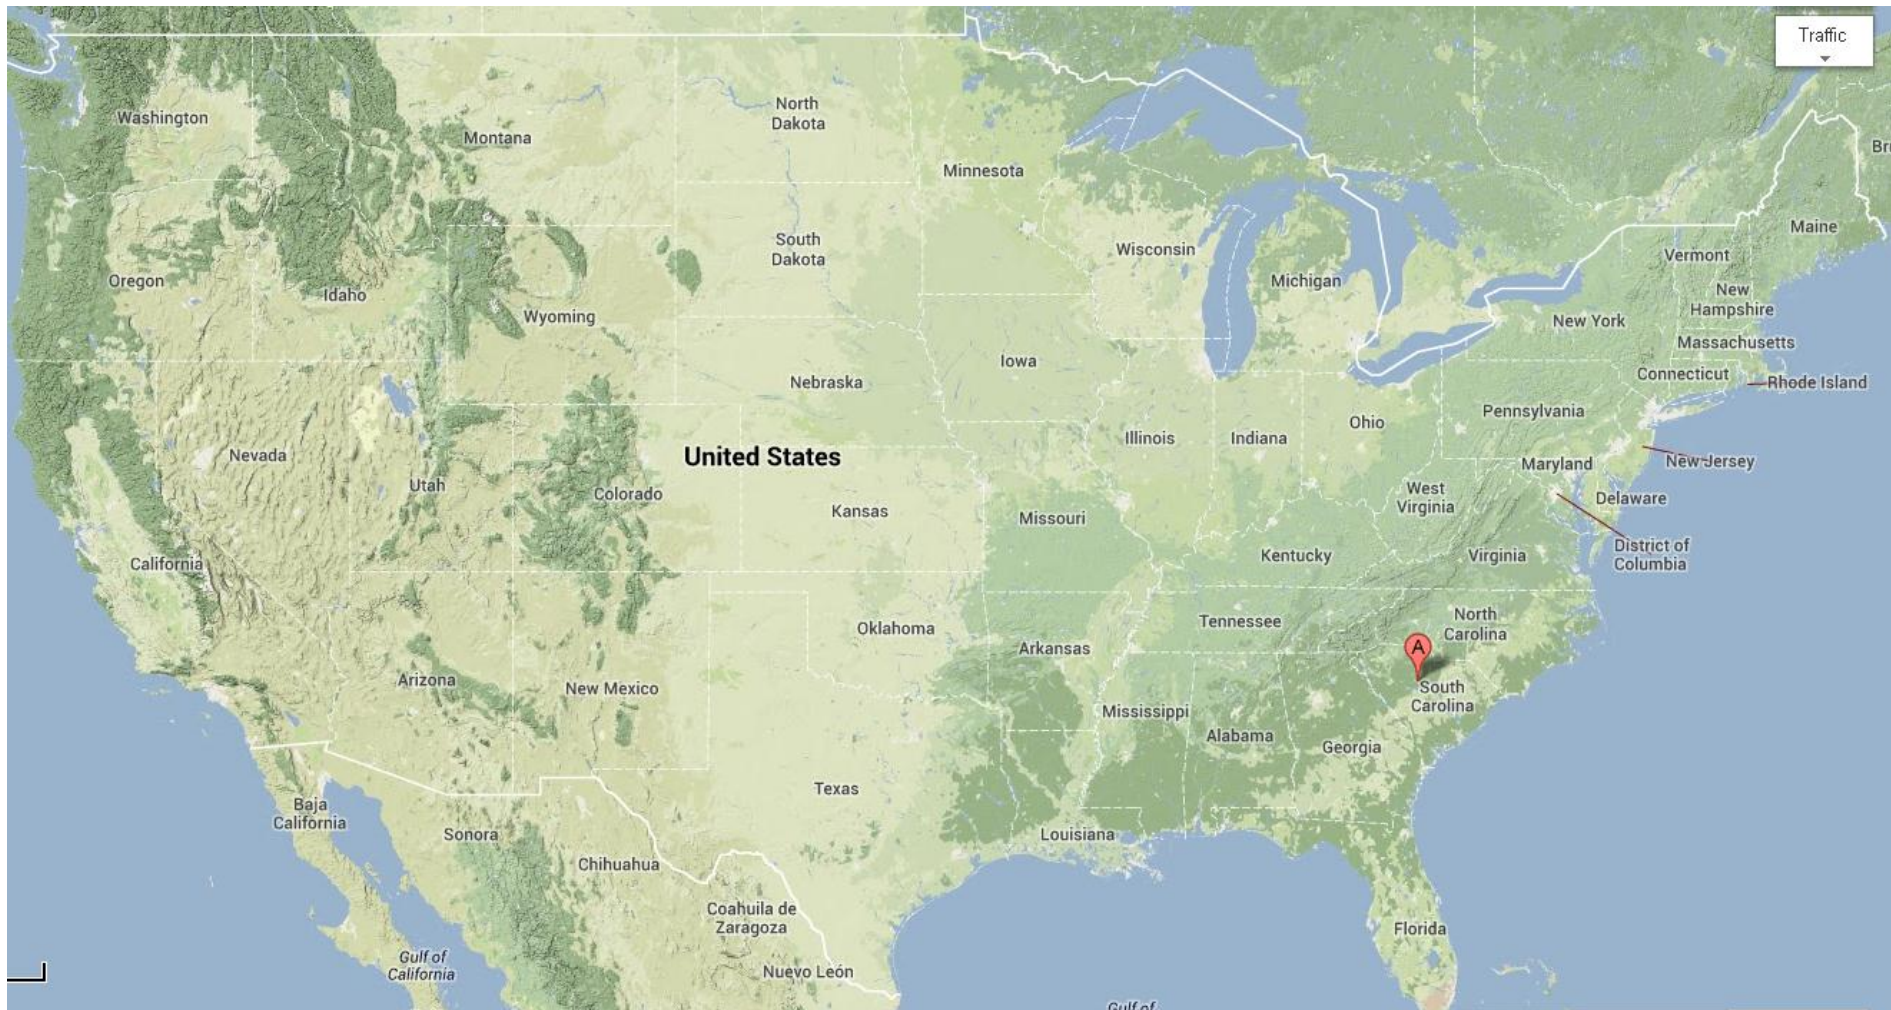 Traffic
Washington
Montana
North
Dakota
Minnesota
Bru
Maine
South
Dakota
Wisconsin
Michigan
Vermont
New
Hampshire
Oregon
Idaho
Wyoming
New York
Massachusetts
Iowa
Nebraska
Connecticut
Rhode Island
Pennsylvania
Ohio
Illinois
Indiana
Nevada
United States
Maryland
New Jersey
Utah
Colorado
West
Virginia
Delaware
Kansas
Missouri
California
Kentucky
Virginia
District of
Columbia
Oklahoma
Tennessee
North
Carolina
Arkansas
A
Arizona
New Mexico
South
Carolina
Mississippi
Alabama
Georgia
Texas
Baja
California
Sonora
Louisiana
Chihuahua
Coahuila de
Zaragoza
Florida
Gulf of
California
Nuevo León
Gulf of